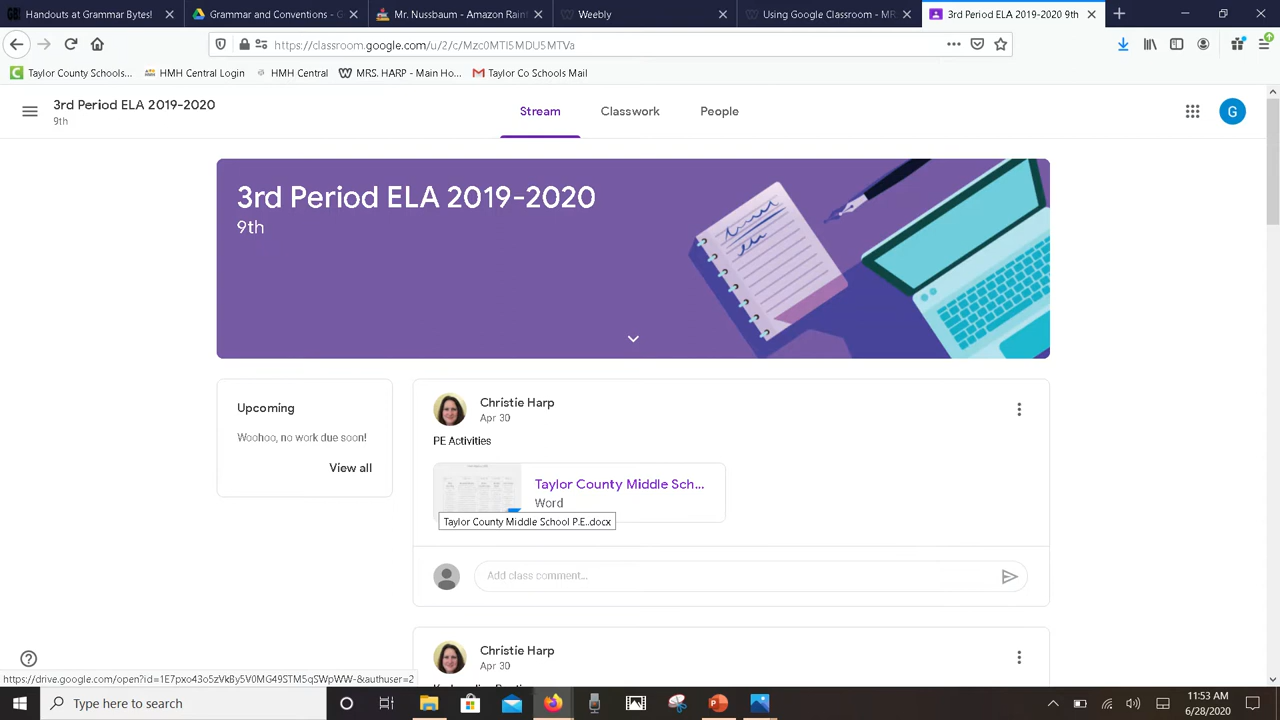 Handouts at Grammar Bytes!
Grammar and Conventions - G
Mr. Nussbaum - Amazon Rain
Weebly
Using Google Classroom - MR
3rd Period ELA 2019-2020 9th
https://classroom.google.com/u/2/c/Mzc0MTI5MDU5MTVa
Taylor County Schools...
HMH Central Login
HMH Central
MRS. HARP - Main Ho...
Taylor Co Schools Mail
3rd Period ELA 2019-2020
9th
Stream
Classwork
People
G
3rd Period ELA 2019-2020
9th
Upcoming
Woohoo, no work due soon!
View all
Christie Harp
Apr 30
PE Activities
Taylor County Middle Sch...
Word
Taylor County Middle School P.E..docx
Add class comment...
Christie Harp
Apr 30
https://drive.google.com/open?id=1E7pxo43o5zVkBy5V0MG49STM5qSWpWW-&authuser=2
Type here to search
11:53 AM
6/28/2020